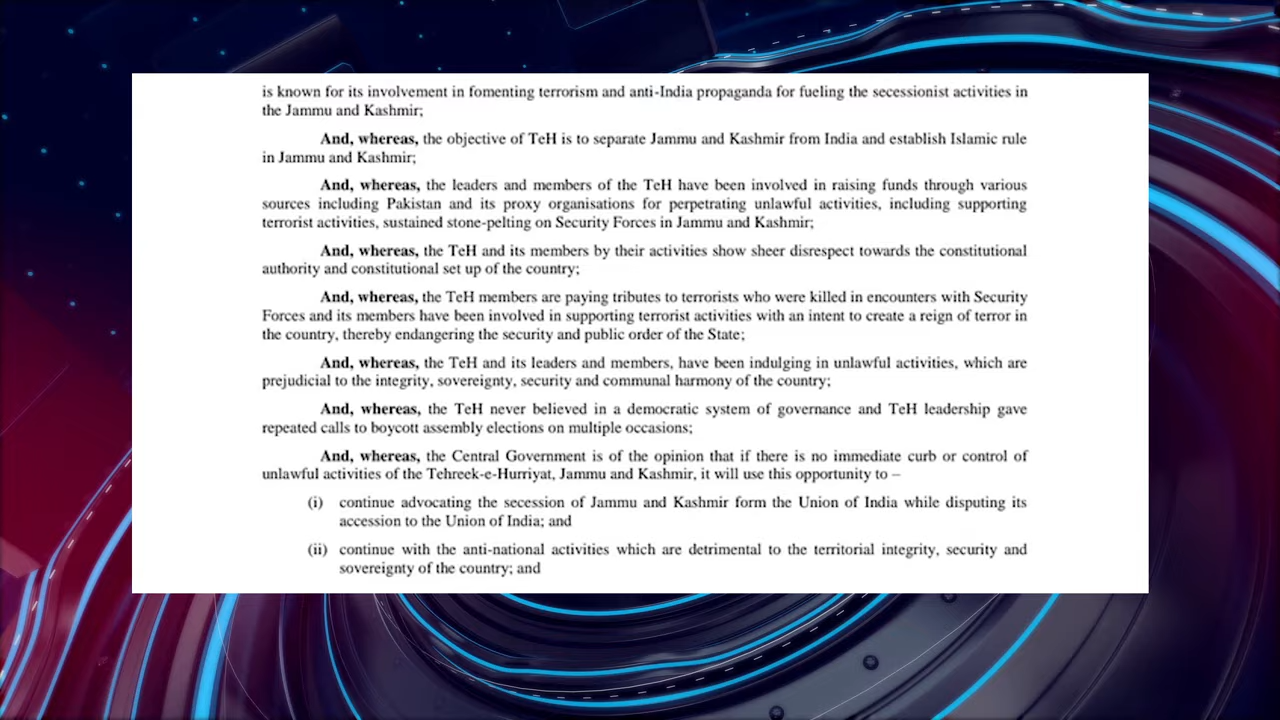 is known for its involvement in fomenting terrorism and anti-India propaganda for fueling the secessionist activities in
the Jammu and Kashmir;
And, whereas, the objective of TeH is to separate Jammu and Kashmir from India and establish Islamic rule
in Jammu and Kashmir;
And, whereas, the leaders and members of the TeH have been involved in raising funds through various
sources including Pakistan and its proxy organisations for perpetrating unlawful activities, including supporting
terrorist activities, sustained stone-pelting on Security Forces in Jammu and Kashmir;
And, whereas, the TeH and its members by their activities show sheer disrespect towards the constitutional
authority and constitutional set up of the country;
And, whereas, the TeH members are paying tributes to terrorists who were killed in encounters with Security
Forces and its members have been involved in supporting terrorist activities with an intent to create a reign of terror in
the country, thereby endangering the security and public order of the State;
And, whereas, the TeH and its leaders and members, have been indulging in unlawful activities, which are
prejudicial to the integrity, sovereignty, security and communal harmony of the country;
And, whereas, the TeH never believed in a democratic system of governance and TeH leadership gave
repeated calls to boycott assembly elections on multiple occasions;
And, whereas, the Central Government is of the opinion that if there is no immediate curb or control of
unlawful activities of the Tehreek-e-Hurriyat, Jammu and Kashmir, it will use this opportunity to –
(i) continue advocating the secession of Jammu and Kashmir form the Union of India while disputing its
accession to the Union of India; and
(ii) continue with the anti-national activities which are detrimental to the territorial integrity, security and
sovereignty of the country; and